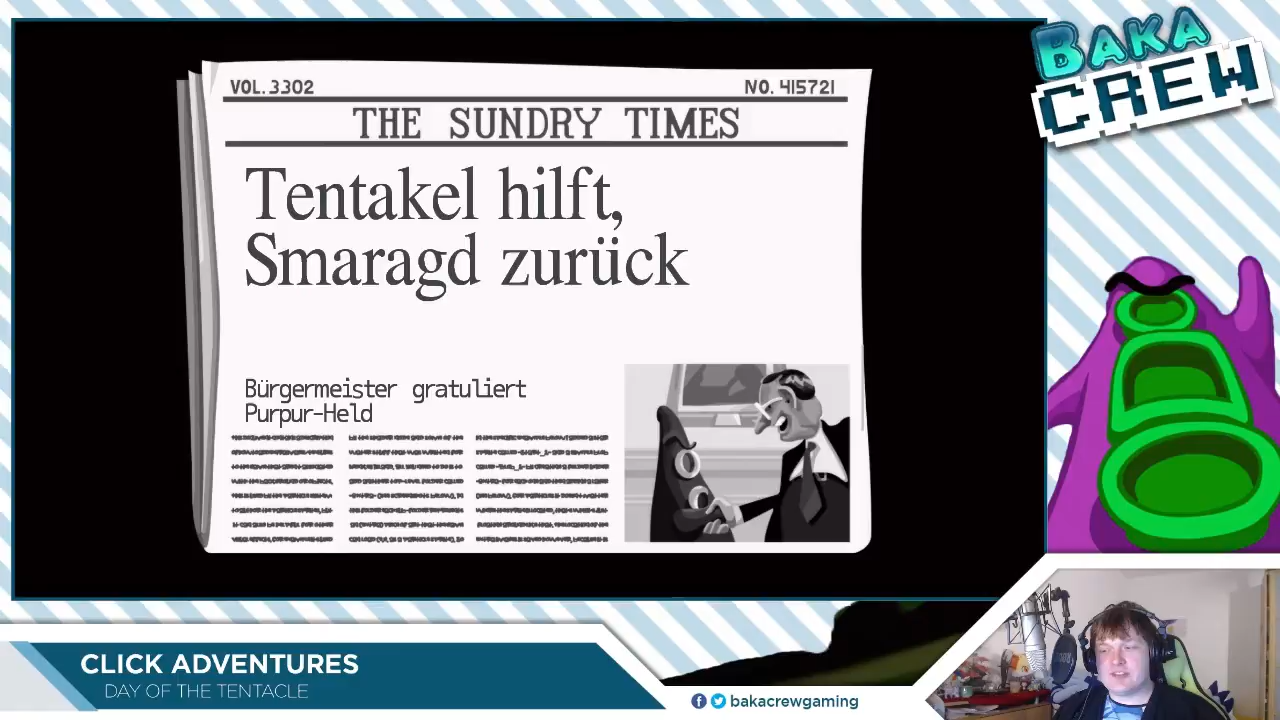 BAKA
CREW
VOL. 3302
NO. 415721
THE SUNDRY TIMES
Tentakel hilft,
Smaragd zurück
Bürgermeister gratuliert
Purpur-Held
CLICK ADVENTURES
DAY OF THE TENTACLE
bakacrewgaming